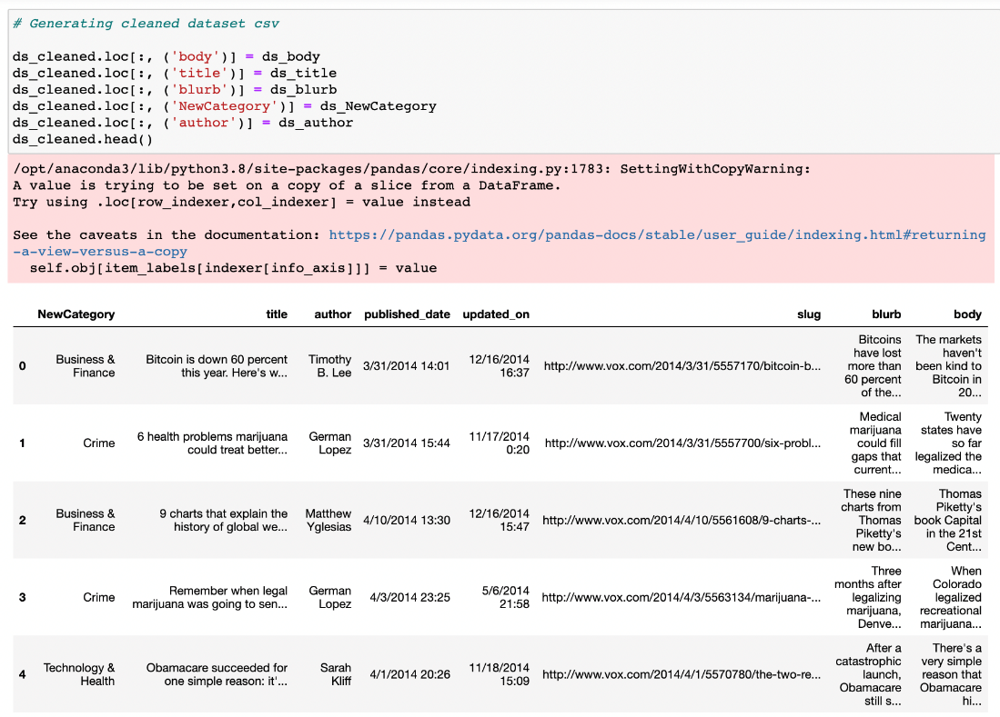 # Generating cleaned dataset csv
ds_cleaned.loc[:, ('body')] = ds_body
ds_cleaned.loc[:, ('title')] = ds_title
ds_cleaned.loc[:, ('blurb')] = ds_blurb
ds_cleaned.loc[:, ('NewCategory')] = ds_NewCategory
ds_cleaned.loc[:, ('author')] = ds_author
ds_cleaned.head()
/opt/anaconda3/lib/python3.8/site-packages/pandas/core/indexing.py:1783: SettingWithCopyWarning:
A value is trying to be set on a copy of a slice from a DataFrame.
Try using .loc[row_indexer,col_indexer] = value instead
See the caveats in the documentation: https://pandas.pydata.org/pandas-docs/stable/user_guide/indexing.html#returning
-a-view-versus-a-copy
self.obj[item_labels[indexer[info_axis]]] = value
NewCategory title author published_date updated_on slug blurb body
0
Business &
Finance
Bitcoin is down 60 percent
this year. Here's w...
Timothy
B. Lee
3/31/2014 14:01
12/16/2014
16:37
http://www.vox.com/2014/3/31/5557170/bitcoin-b...
Bitcoins
have lost
more than
60 percent
of the...
The markets
haven't
been kind to
Bitcoin in
20...
1
Crime
6 health problems marijuana
could treat better...
German
Lopez
3/31/2014 15:44
11/17/2014
0:20
http://www.vox.com/2014/3/31/5557700/six-probl...
Medical
marijuana
could fill
gaps that
current...
Twenty
states have
so far
legalized the
medica...
2
Business &
Finance
9 charts that explain the
history of global we...
Matthew
Yglesias
4/10/2014 13:30
12/16/2014
15:47
http://www.vox.com/2014/4/10/5561608/9-charts-...
These nine
charts from
Thomas
Piketty's
new bo...
Thomas
Piketty's
book Capital
in the 21st
Cent...
3
Crime
Remember when legal
marijuana was going to sen...
German
Lopez
4/3/2014 23:25
5/6/2014
21:58
http://www.vox.com/2014/4/3/5563134/marijuana-...
Three
months after
legalizing
marijuana,
Denve...
When
Colorado
legalized
recreational
marijuana...
4
Technology &
Health
Obamacare succeeded for
one simple reason: it'...
Sarah
Kliff
4/1/2014 20:26
11/18/2014
15:09
http://www.vox.com/2014/4/1/5570780/the-two-re...
After a
catastrophic
launch,
Obamacare
still s...
There's a
very simple
reason that
Obamacare
hi...